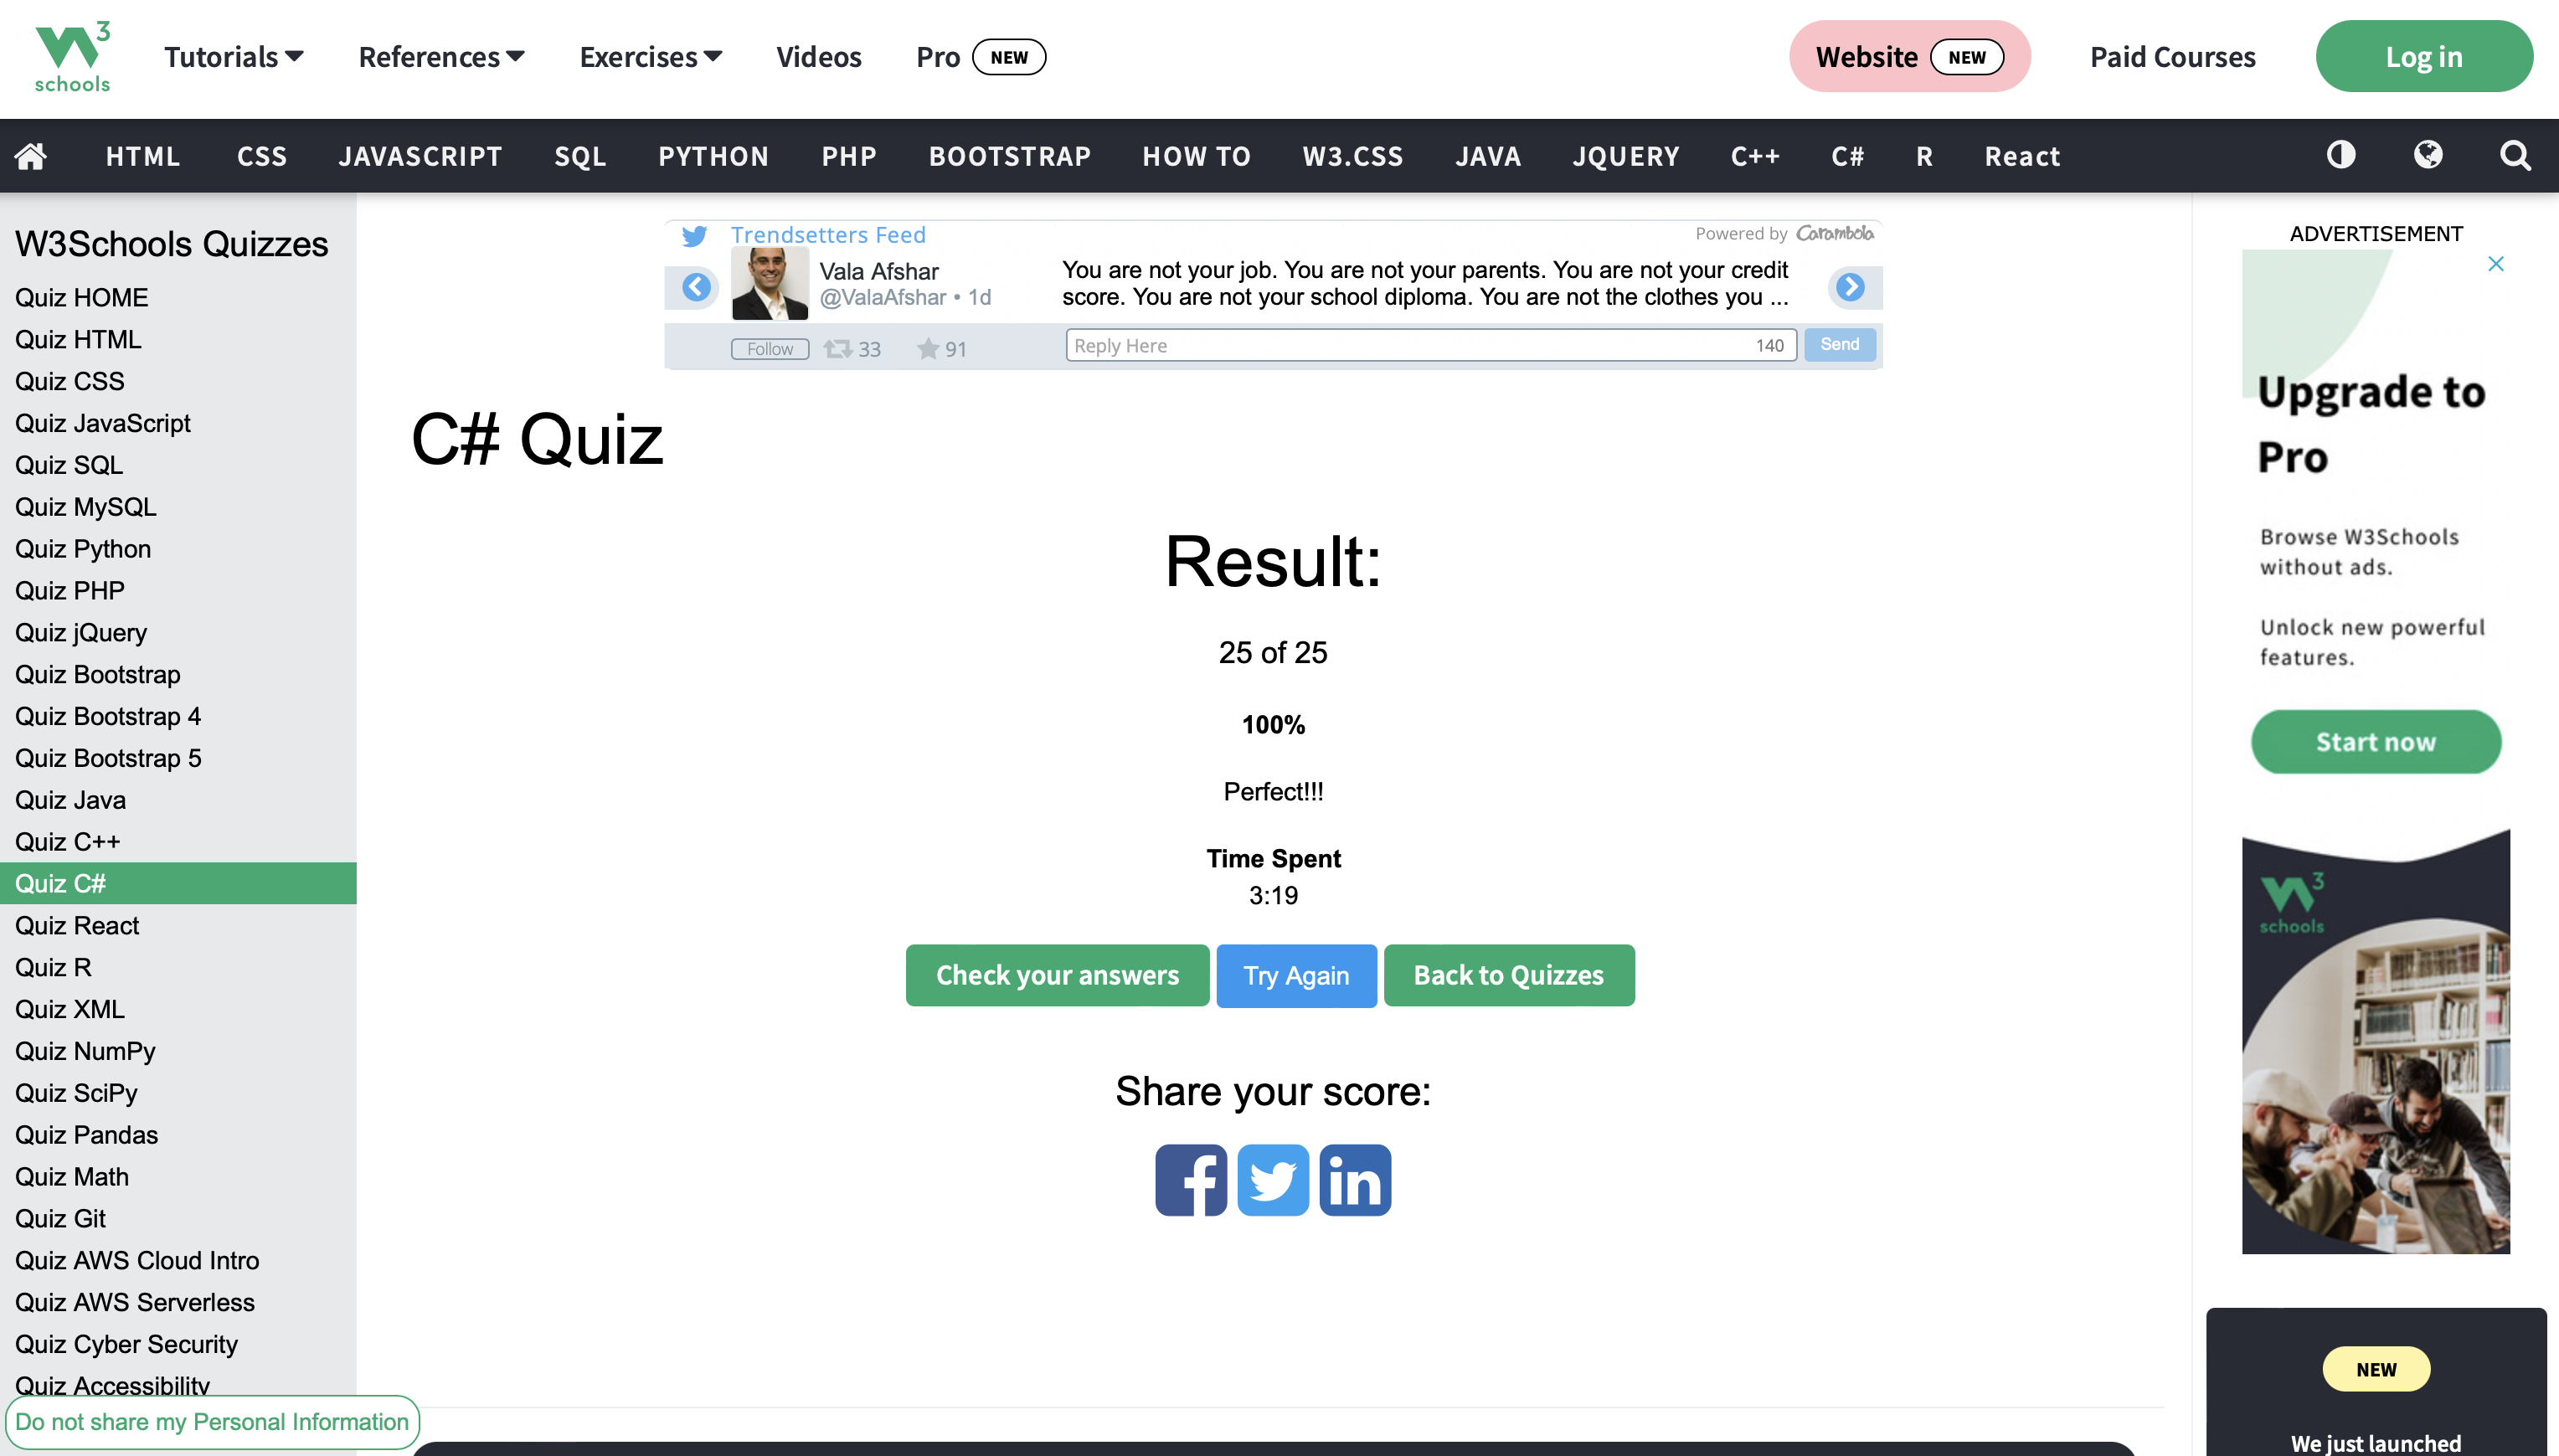 W3 schools
Tutorials References Exercises Videos Pro NEW Website NEW Paid Courses Log in
HTML CSS JAVASCRIPT SQL PYTHON PHP BOOTSTRAP HOW TO W3.CSS JAVA JQUERY C++ C# R React
W3Schools Quizzes
Quiz HOME
Quiz HTML
Quiz CSS
Quiz JavaScript
Quiz SQL
Quiz MySQL
Quiz Python
Quiz PHP
Quiz jQuery
Quiz Bootstrap
Quiz Bootstrap 4
Quiz Bootstrap 5
Quiz Java
Quiz C++
Quiz C#
Quiz React
Quiz R
Quiz XML
Quiz NumPy
Quiz SciPy
Quiz Pandas
Quiz Math
Quiz Git
Quiz AWS Cloud Intro
Quiz AWS Serverless
Quiz Cyber Security
Quiz Accessibility
Do not share my Personal Information
Trendsetters Feed
Powered by Carambola
Vala Afshar
@ValaAfshar • 1d
You are not your job. You are not your parents. You are not your credit
score. You are not your school diploma. You are not the clothes you ...
Follow 33 91
Reply Here 140 Send
C# Quiz
Result:
25 of 25
100%
Perfect!!!
Time Spent
3:19
Check your answers Try Again Back to Quizzes
Share your score:
f in
ADVERTISEMENT
Upgrade to
Pro
Browse W3Schools
without ads.
Unlock new powerful
features.
Start now
W3 schools
NEW
We just launched